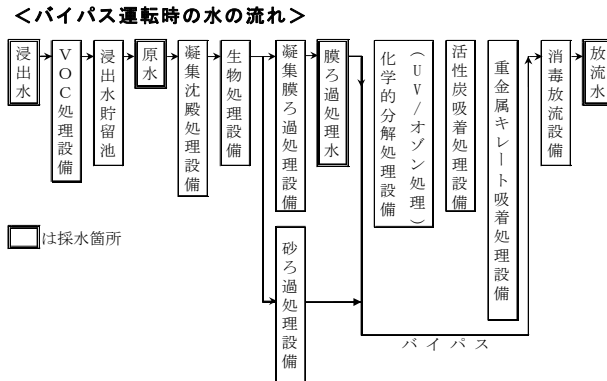 ＜バイパス運転時の水の流れ＞
浸出水
VOC処理設備
浸出水貯留池
原水
凝集沈殿処理設備
生物処理設備
凝集膜ろ過処理設備
膜ろ過処理水
化学的分解処理設備
（UV/オゾン処理）
活性炭吸着処理設備
重金属キレート吸着処理設備
消毒放流設備
放流水
は採水箇所
砂ろ過処理設備
バイパス